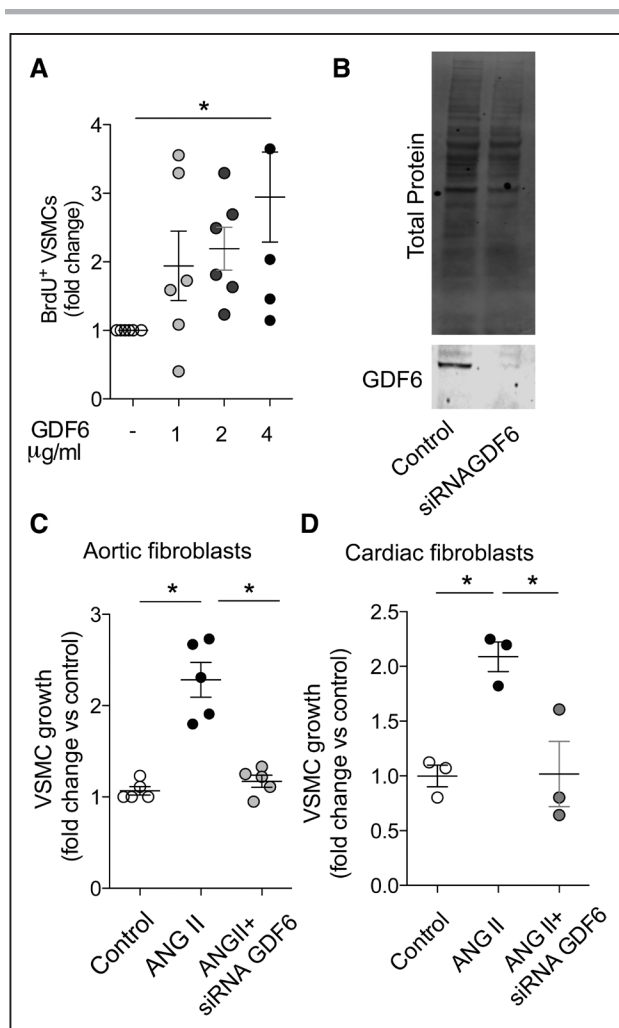 A
*
4
3
2
1
0
BrdU⁺ VSMCs
(fold change)
GDF6
μg/ml
- 1 2 4
B
Total Protein
GDF6
Control
siRNAGDF6
C
Aortic fibroblasts
* *
3
2
1
0
VSMC growth
(fold change vs control)
Control
ANG II
ANGII+
siRNA GDF6
D
Cardiac fibroblasts
* *
2.5
2.0
1.5
1.0
0.5
0.0
VSMC growth
(fold change vs control)
Control
ANG II
ANG II+
siRNA GDF6